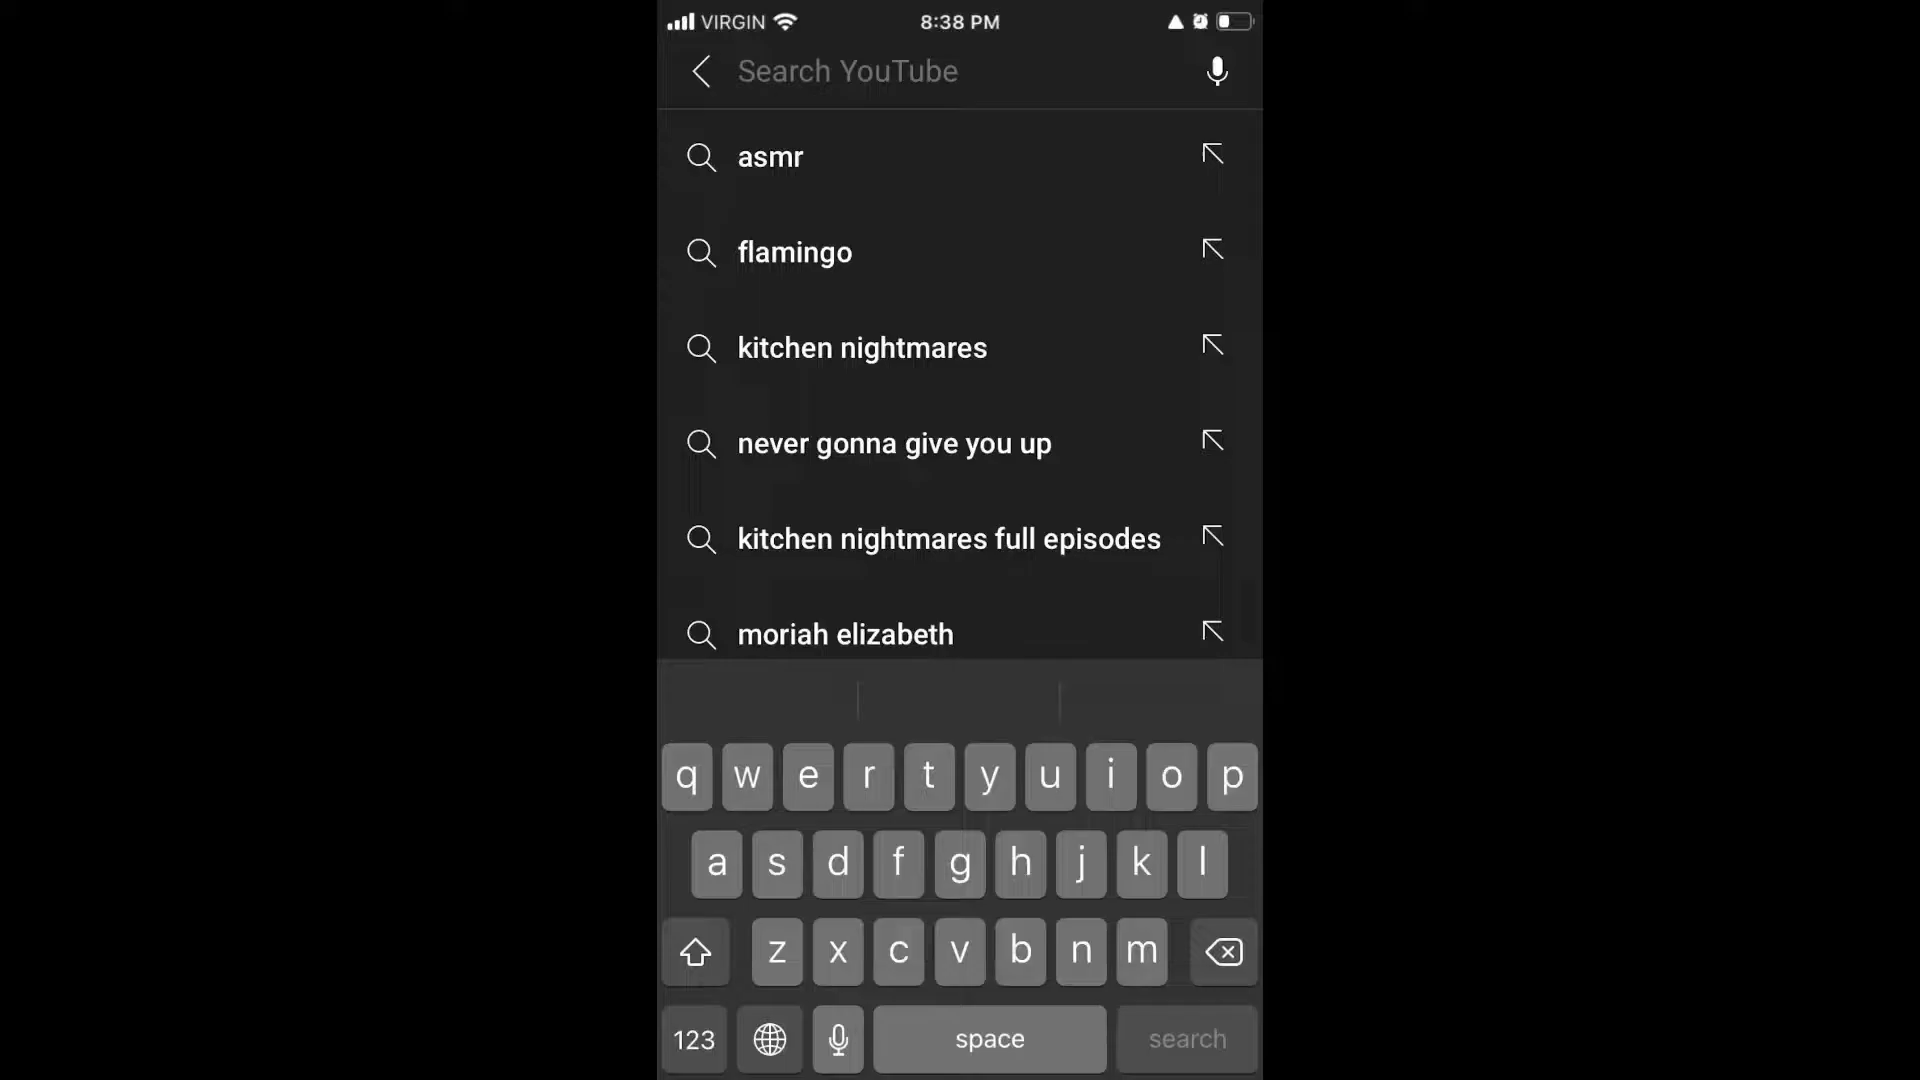 VIRGIN 8:38 PM
Search YouTube
asmr
flamingo
kitchen nightmares
never gonna give you up
kitchen nightmares full episodes
moriah elizabeth
q w e r t y u i o p
a s d f g h j k l
z x c v b n m
123 space search